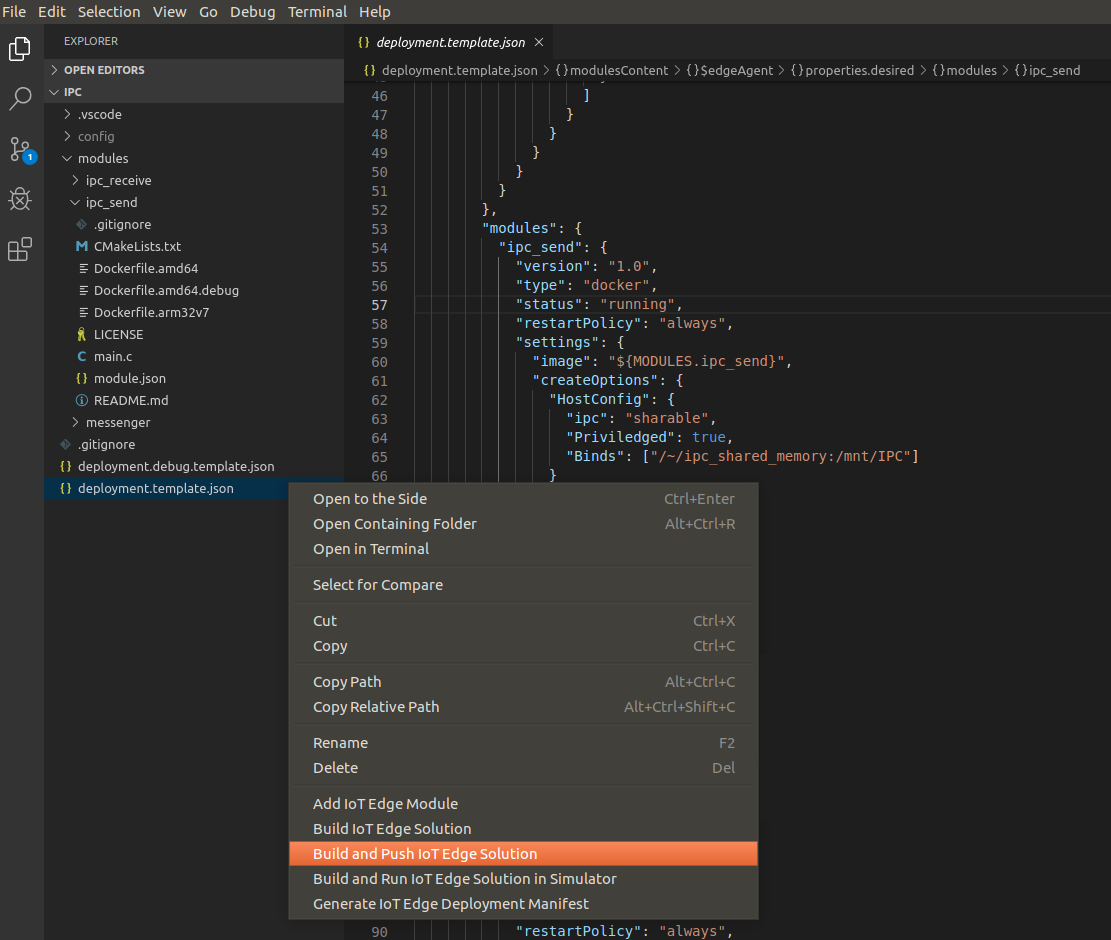 File Edit Selection View Go Debug Terminal Help
EXPLORER
OPEN EDITORS
IPC
.vscode
config
modules
ipc_receive
ipc_send
.gitignore
CMakeLists.txt
Dockerfile.amd64
Dockerfile.amd64.debug
Dockerfile.arm32v7
LICENSE
main.c
module.json
README.md
messenger
.gitignore
deployment.debug.template.json
deployment.template.json
1
{} deployment.template.json ×
{} deployment.template.json > {} modulesContent > {} $edgeAgent > {} properties.desired > {} modules > {} ipc_send
46 ]
47 }
48 }
49 }
50 }
51 }
52 },
53 "modules": {
54 "ipc_send": {
55 "version": "1.0",
56 "type": "docker",
57 "status": "running",
58 "restartPolicy": "always",
59 "settings": {
60 "image": "${MODULES.ipc_send}",
61 "createOptions": {
62 "HostConfig": {
63 "ipc": "sharable",
64 "Priviledged": true,
65 "Binds": ["/~/ipc_shared_memory:/mnt/IPC"]
66 }
Open to the Side Ctrl+Enter
Open Containing Folder Alt+Ctrl+R
Open in Terminal
Select for Compare
Cut Ctrl+X
Copy Ctrl+C
Copy Path Alt+Ctrl+C
Copy Relative Path Alt+Ctrl+Shift+C
Rename F2
Delete Del
Add IoT Edge Module
Build IoT Edge Solution
Build and Push IoT Edge Solution
Build and Run IoT Edge Solution in Simulator
Generate IoT Edge Deployment Manifest
90 "restartPolicy": "always",